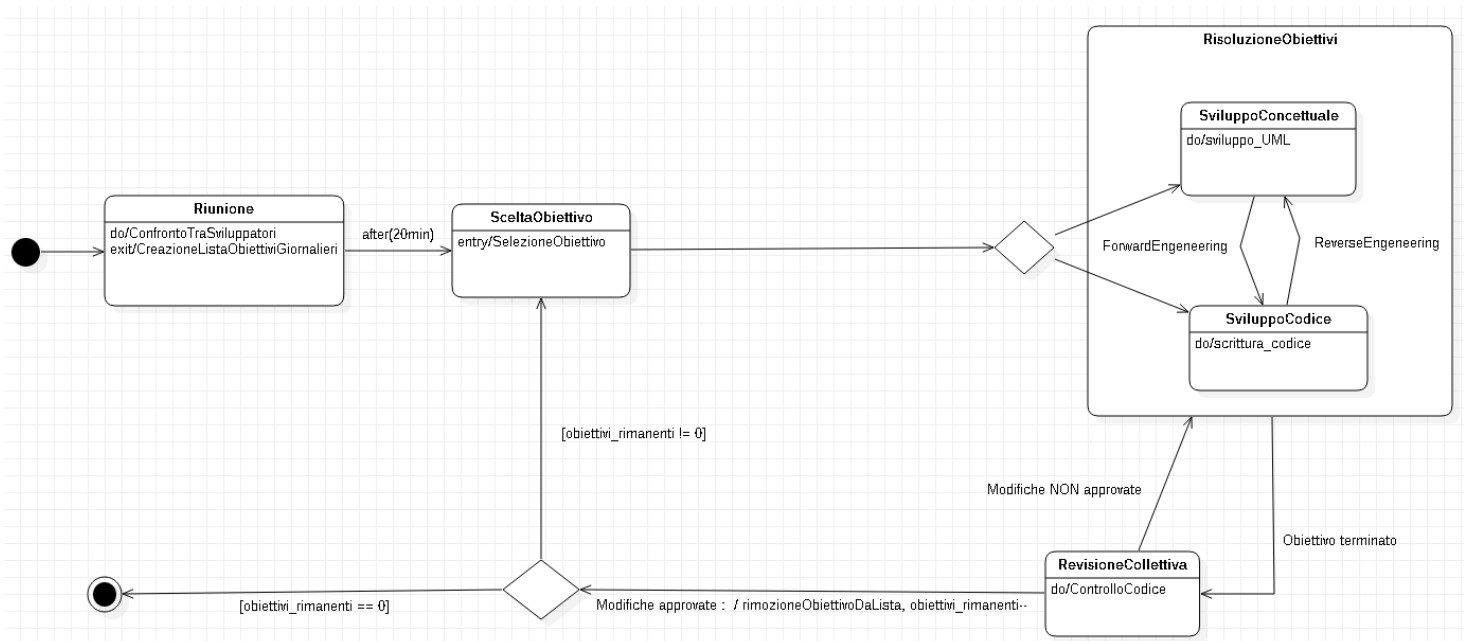 RisoluzioneObiettivi
SviluppoConcettuale
do/sviluppo_UML
Riunione
do/ConfrontoTraSviluppatori
exit/CreazioneListaObiettiviGiornalieri
after(20min)
SceltaObiettivo
entry/SelezioneObiettivo
ForwardEngeneering
ReverseEngeneering
SviluppoCodice
do/scrittura_codice
[obiettivi_rimanenti != 0]
Modifiche NON approvate
Obiettivo terminato
RevisioneCollettiva
do/ControlloCodice
[obiettivi_rimanenti == 0]
Modifiche approvate : / rimozioneObiettivoDaLista, obiettivi_rimanenti--